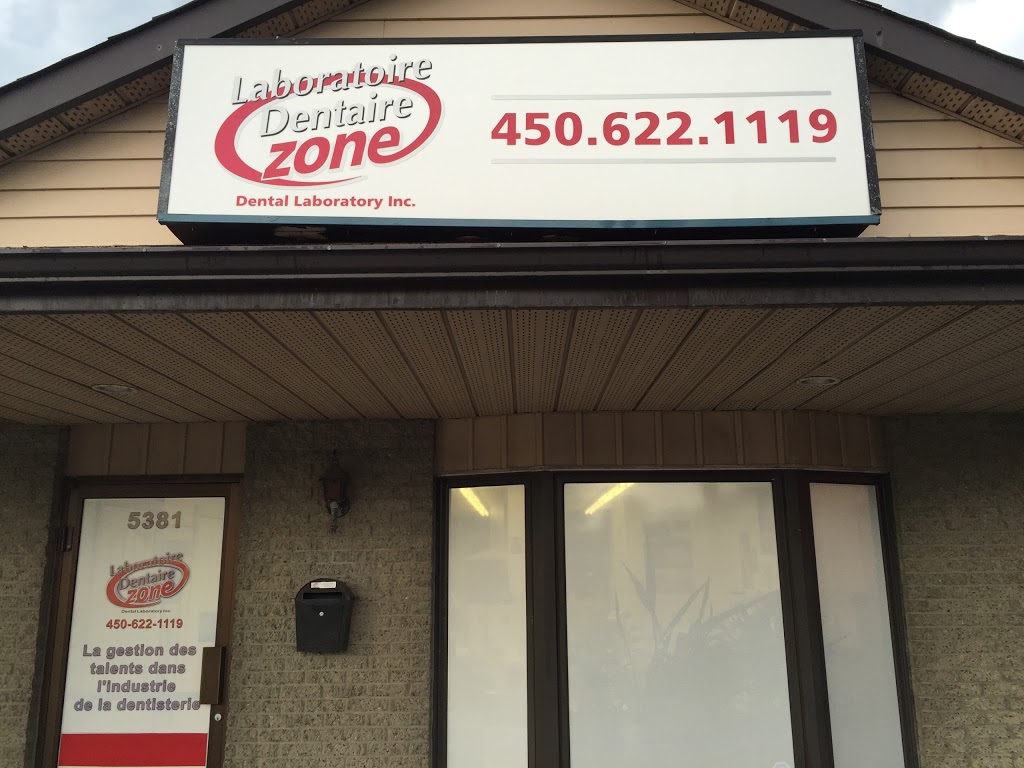 Laboratoire
Dentaire
zone
Dental Laboratory Inc.
450.622.1119
5381
Laboratoire
Dentaire
zone
Dental Laboratory Inc.
450-622-1119
La gestion des
talents dans
l'industrie
de la dentisterie